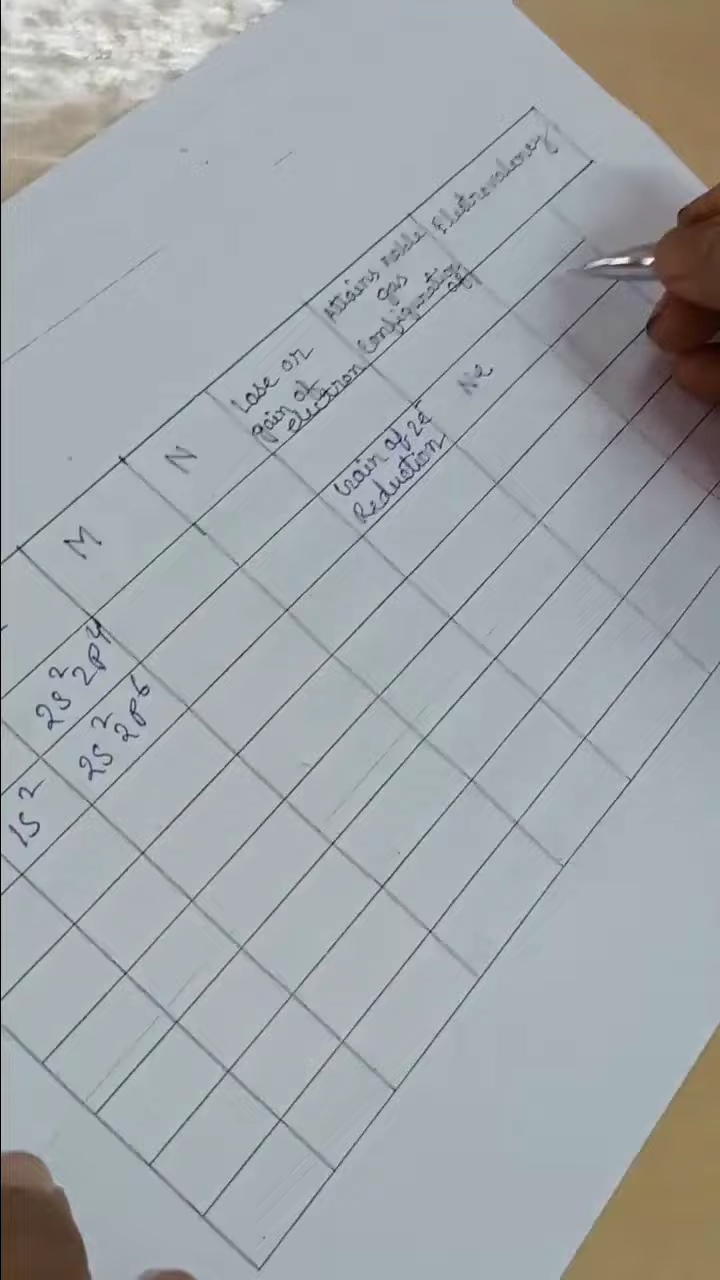 M
N
Lose or
gain of
electron
Attains noble
gas
Configuration
of
Electrovalency
2s² 2p⁴
1s²
2s² 2p⁶
Gain of 2e⁻
Reduction
Ne